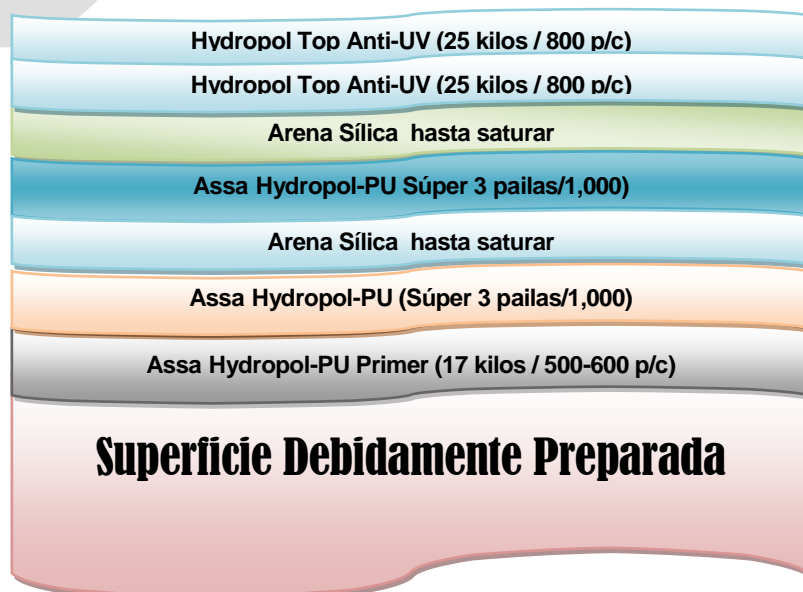 Hydropol Top Anti-UV (25 kilos / 800 p/c)
Hydropol Top Anti-UV (25 kilos / 800 p/c)
Arena Sílica hasta saturar
Assa Hydropol-PU Súper 3 pailas/1,000)
Arena Sílica hasta saturar
Assa Hydropol-PU (Súper 3 pailas/1,000)
Assa Hydropol-PU Primer (17 kilos / 500-600 p/c)
Superficie Debidamente Preparada